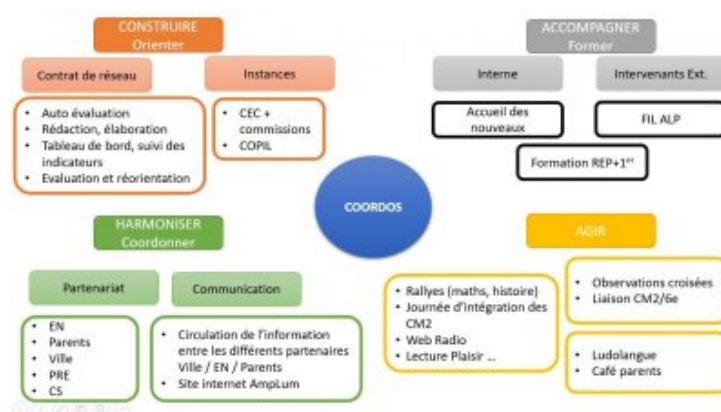 CONSTRUIRE
Orienter
Contrat de réseau
Instances
• Auto évaluation
• Rédaction, élaboration
• Tableau de bord, suivi des
indicateurs
• Evaluation et réorientation
• CEC +
commissions
• COPIL
ACCOMPAGNER
Former
Interne
Intervenants Ext.
Accueil des
nouveaux
FIL ALP
Formation REP+1er
COORDOS
HARMONISER
Coordonner
Partenariat
Communication
• EN
• Parents
• Ville
• PRE
• CS
• Circulation de l'information
entre les différents partenaires
Ville / EN / Parents
• Site internet AmpLum
AGIR
• Rallyes (maths, histoire)
• Journée d'intégration des
CM2
• Web Radio
• Lecture Plaisir ...
• Observations croisées
• Liaison CM2/6e
• Ludolangue
• Café parents